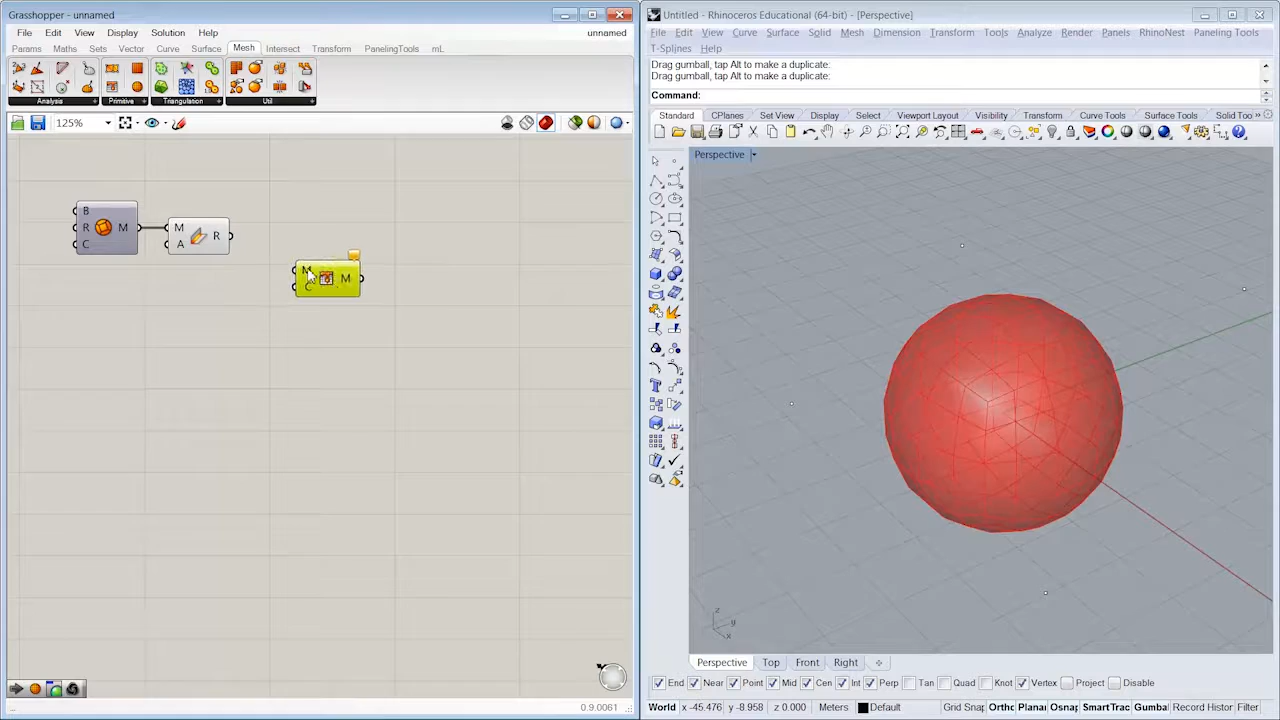 Grasshopper - unnamed
File Edit View Display Solution Help
unnamed
Params Maths Sets Vector Curve Surface Mesh Intersect Transform PanelingTools mL
Analysis + Primitive + Triangulation + Util +
125%
B
R M
C
M
A R
M
C M
0.9.0061
Untitled - Rhinoceros Educational (64-bit) - [Perspective]
File Edit View Curve Surface Solid Mesh Dimension Transform Tools Analyze Render Panels RhinoNest Paneling Tools
T-Splines Help
Drag gumball, tap Alt to make a duplicate:
Drag gumball, tap Alt to make a duplicate:
Command:
Standard CPlanes Set View Display Select Viewport Layout Visibility Transform Curve Tools Surface Tools Solid Too »
Perspective
z
y
x
Perspective Top Front Right
End Near Point Mid Cen Int Perp Tan Quad Knot Vertex Project Disable
World x -45.476 y -8.958 z 0.000 Meters Default Grid Snap Ortho Planar Osnap SmartTrac Gumba Record History Filter